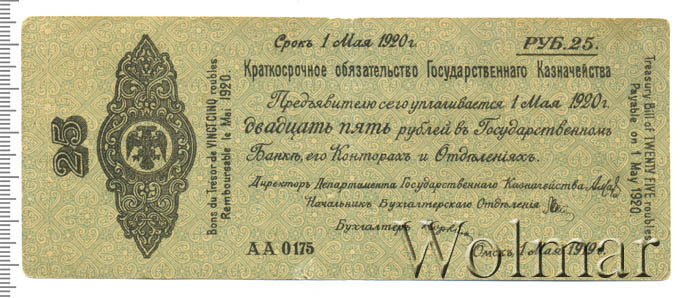 Срокъ 1 Мая 1920 г.
РУБ. 25.
Краткосрочное обязательство Государственнаго Казначейства
Предъявителю сего уплачивается 1 Мая 1920 г.
двадцать пять рублей въ Государственномъ
Банкѣ, его Конторахъ и Отдѣленіяхъ.
Директоръ Департамента Государственнаго Казначейства
Начальникъ Бухгалтерскаго Отдѣленія
Бухгалтеръ
АА 0175
Омскъ, 1 Мая 1919 г.
25
Bons du Trésor de VINGT CINQ roubles
Remboursable le Mai 1920.
Treasury Bill of TWENTY FIVE roubles
Payable on 1 May 1920
Wolmar